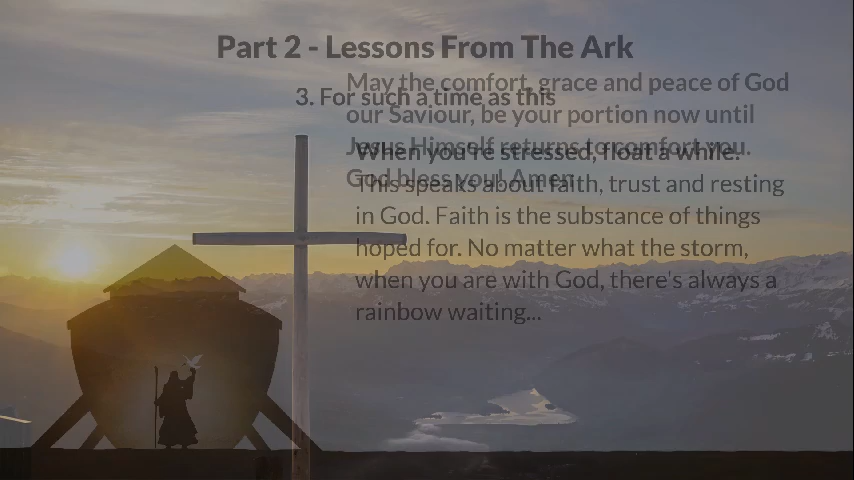 Part 2 - Lessons From The Ark
3. For such a time as this
May the comfort, grace and peace of God
our Saviour, be your portion now until
Jesus Himself returns to comfort you.
God bless you! Amen
When you're stressed, float a while.
This speaks about faith, trust and resting
in God. Faith is the substance of things
hoped for. No matter what the storm,
when you are with God, there's always a
rainbow waiting...